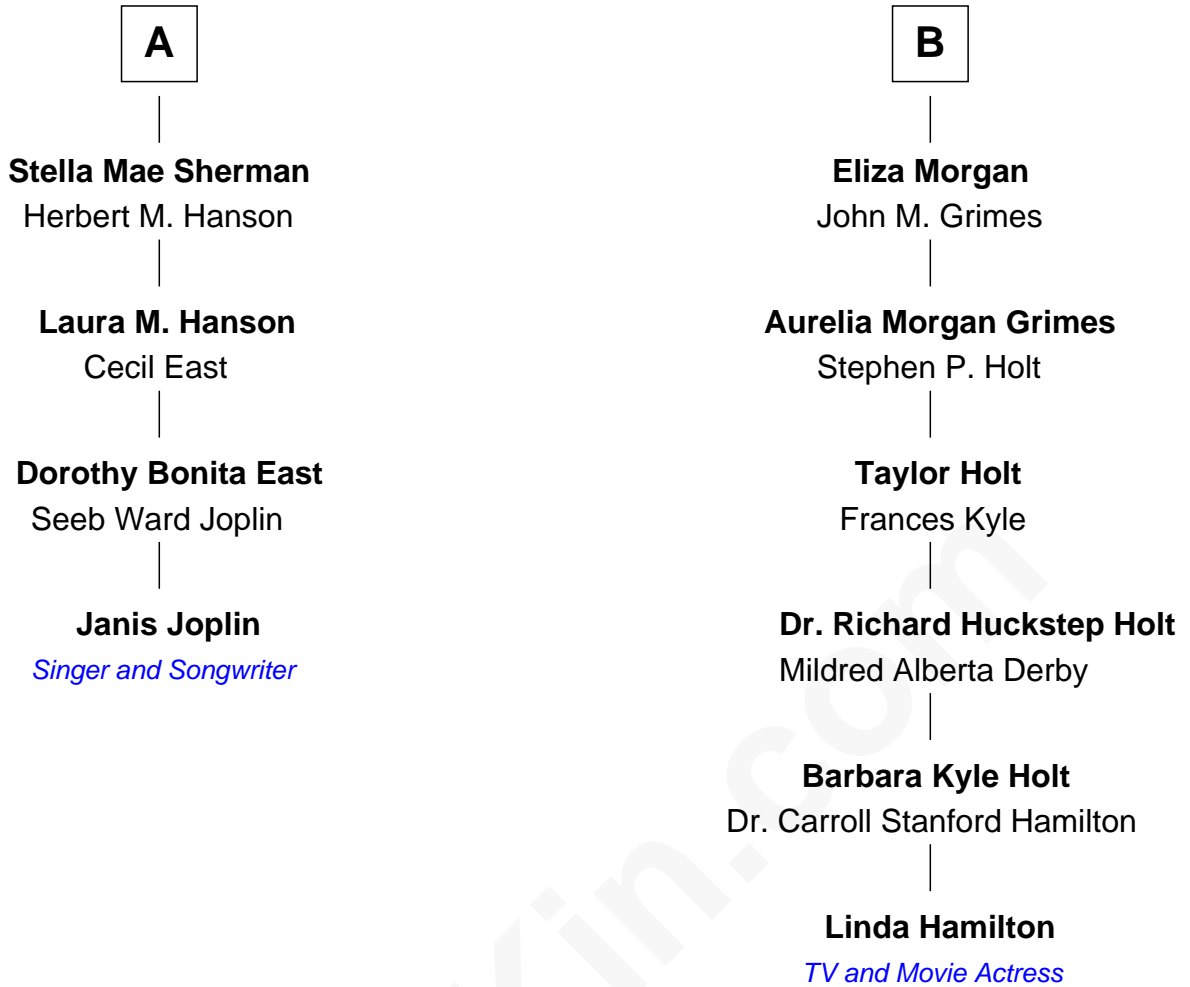 A
Stella Mae Sherman
Herbert M. Hanson
Laura M. Hanson
Cecil East
Dorothy Bonita East
Seeb Ward Joplin
Janis Joplin
Singer and Songwriter
B
Eliza Morgan
John M. Grimes
Aurelia Morgan Grimes
Stephen P. Holt
Taylor Holt
Frances Kyle
Dr. Richard Huckstep Holt
Mildred Alberta Derby
Barbara Kyle Holt
Dr. Carroll Stanford Hamilton
Linda Hamilton
TV and Movie Actress
Kin.com